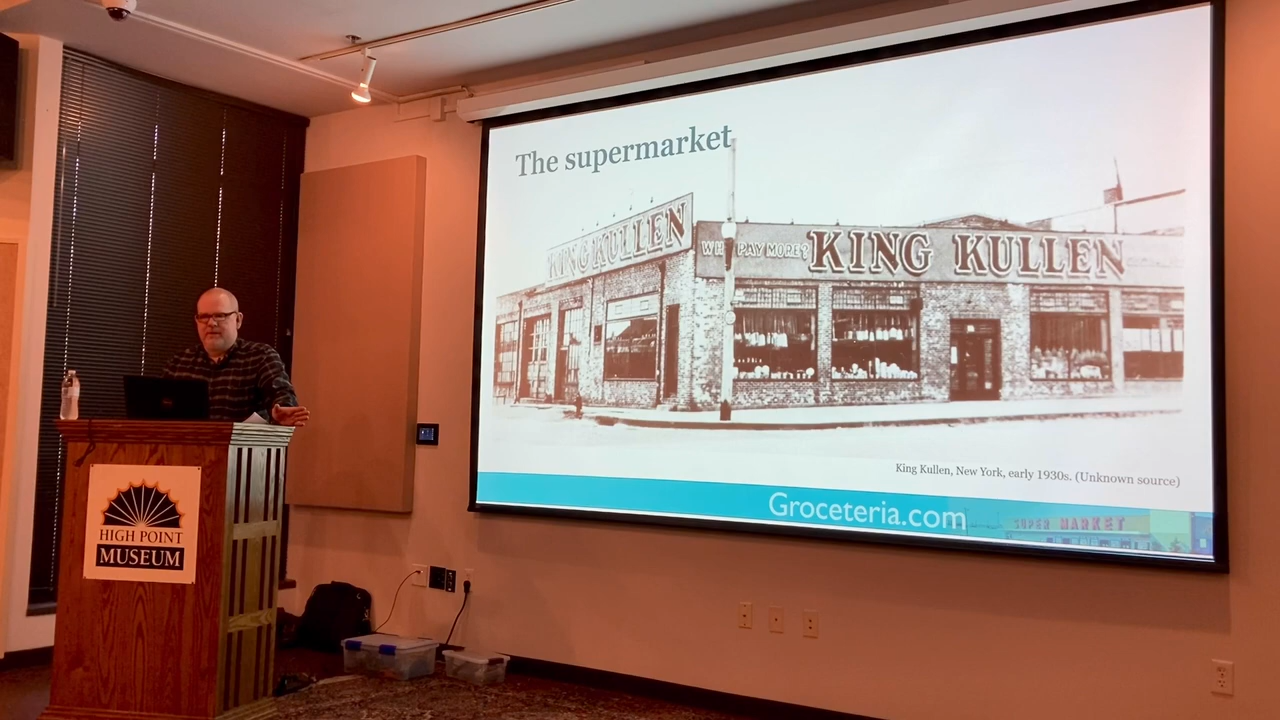 The supermarket
KING KULLEN
WHY PAY MORE? KING KULLEN
King Kullen, New York, early 1930s. (Unknown source)
Groceteria.com
SUPER MARKET
HIGH POINT
MUSEUM